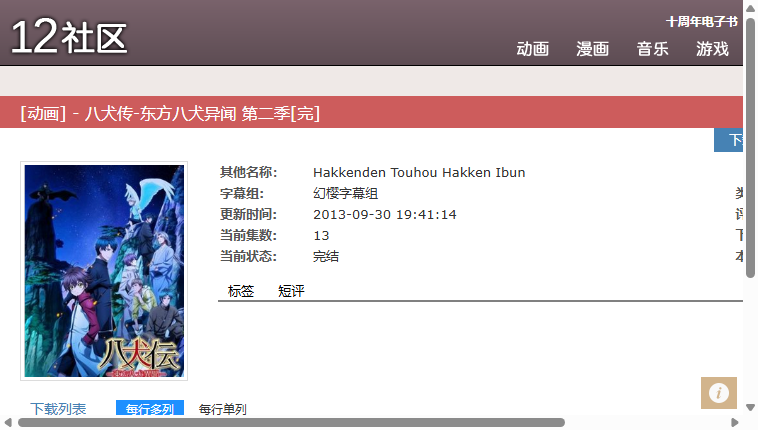 12社区
十周年电子书
动画 漫画 音乐 游戏
[动画] - 八犬传-东方八犬异闻 第二季[完]
其他名称: Hakkenden Touhou Hakken Ibun
字幕组: 幻樱字幕组
更新时间: 2013-09-30 19:41:14
当前集数: 13
当前状态: 完结
标签 短评
八犬伝
下载列表 每行多列 每行单列